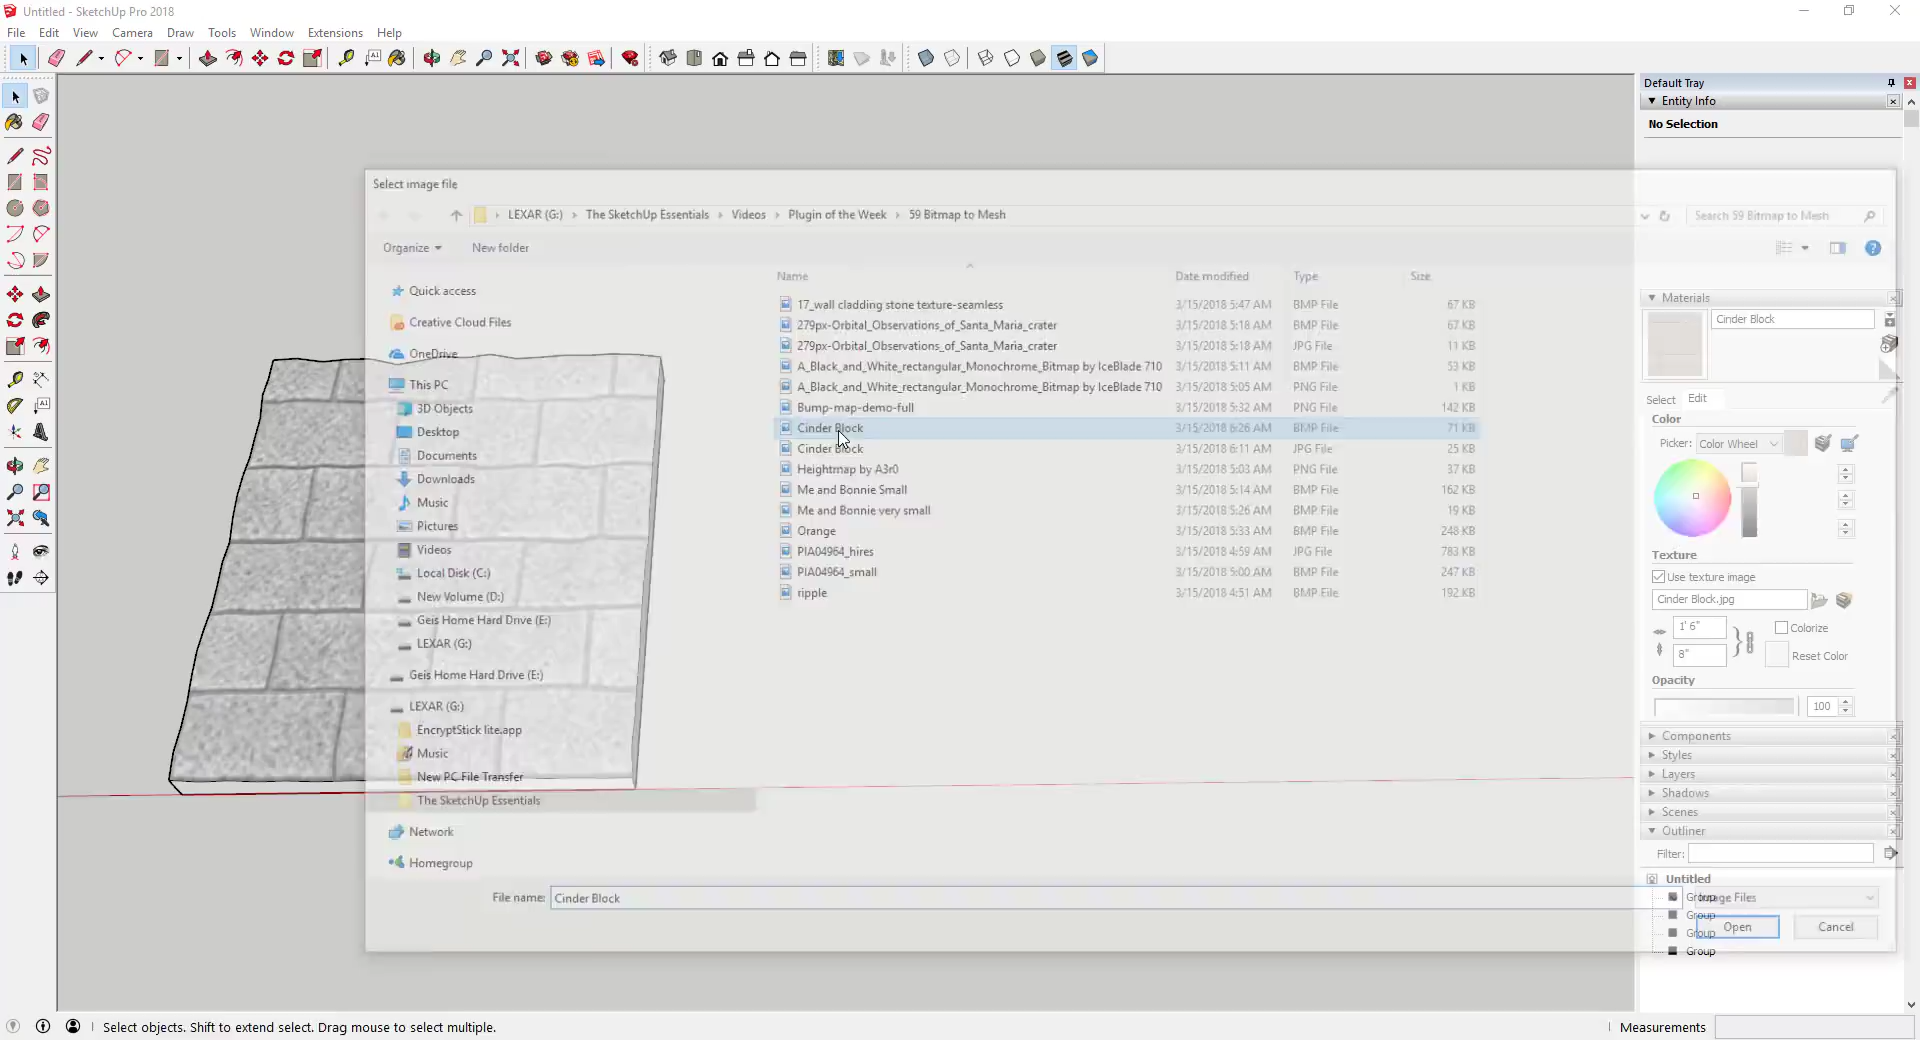 Untitled - SketchUp Pro 2018
File Edit View Camera Draw Tools Window Extensions Help
Default Tray
Entity Info
No Selection
Select image file
LEXAR (G:) › The SketchUp Essentials › Videos › Plugin of the Week › 59 Bitmap to Mesh
Search 59 Bitmap to Mesh
Organize New folder
Name Date modified Type Size
Quick access
Creative Cloud Files
OneDrive
This PC
3D Objects
Desktop
Documents
Downloads
Music
Pictures
Videos
Local Disk (C:)
New Volume (D:)
Geis Home Hard Drive (E:)
LEXAR (G:)
Geis Home Hard Drive (E:)
LEXAR (G:)
EncryptStick lite.app
Music
New PC File Transfer
The SketchUp Essentials
Network
Homegroup
17_wall cladding stone texture-seamless 3/15/2018 5:47 AM BMP File 67 KB
279px-Orbital_Observations_of_Santa_Maria_crater 3/15/2018 5:18 AM BMP File 67 KB
279px-Orbital_Observations_of_Santa_Maria_crater 3/15/2018 5:18 AM JPG File 11 KB
A_Black_and_White_rectangular_Monochrome_Bitmap by IceBlade 710 3/15/2018 5:11 AM BMP File 53 KB
A_Black_and_White_rectangular_Monochrome_Bitmap by IceBlade 710 3/15/2018 5:05 AM PNG File 1 KB
Bump-map-demo-full 3/15/2018 5:32 AM PNG File 142 KB
Cinder Block 3/15/2018 6:26 AM BMP File 71 KB
Cinder Block 3/15/2018 6:11 AM JPG File 25 KB
Heightmap by A3r0 3/15/2018 5:03 AM PNG File 37 KB
Me and Bonnie Small 3/15/2018 5:14 AM BMP File 162 KB
Me and Bonnie very small 3/15/2018 5:26 AM BMP File 19 KB
Orange 3/15/2018 5:33 AM BMP File 248 KB
PIA04964_hires 3/15/2018 4:59 AM JPG File 783 KB
PIA04964_small 3/15/2018 5:00 AM BMP File 247 KB
ripple 3/15/2018 4:51 AM BMP File 192 KB
File name: Cinder Block
Image Files
Open Cancel
Materials
Cinder Block
Select Edit
Color
Picker: Color Wheel
Texture
Use texture image
Cinder Block.jpg
1' 6"
Colorize
8"
Reset Color
Opacity
100
Components
Styles
Layers
Shadows
Scenes
Outliner
Filter:
Untitled
Group
Group
Group
Group
Select objects. Shift to extend select. Drag mouse to select multiple.
Measurements